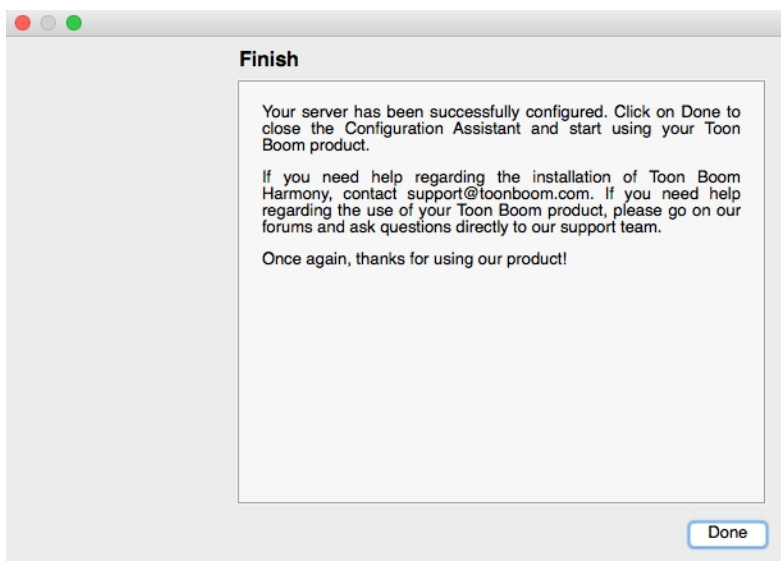 Finish
Your server has been successfully configured. Click on Done to
close the Configuration Assistant and start using your Toon
Boom product.
If you need help regarding the installation of Toon Boom
Harmony, contact support@toonboom.com. If you need help
regarding the use of your Toon Boom product, please go on our
forums and ask questions directly to our support team.
Once again, thanks for using our product!
Done